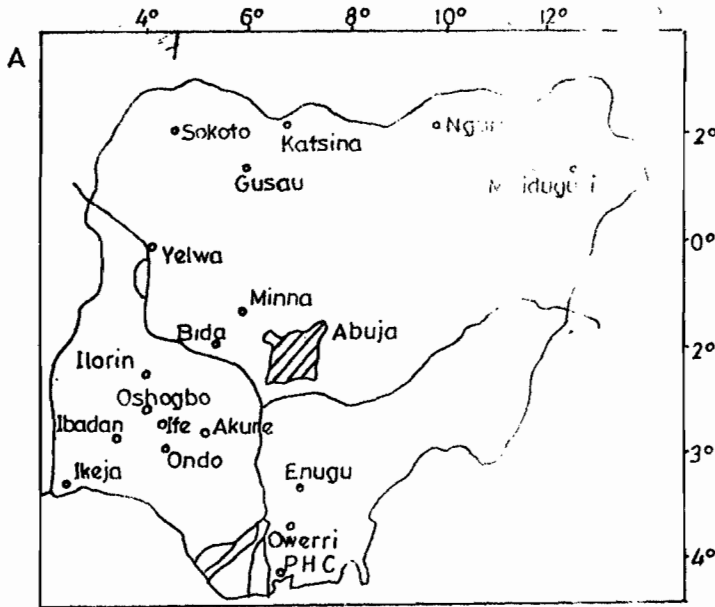 4° 6° 8° 10° 12°
A
Sokoto
Katsina
2°
Gusau
Yelwa
0°
Minna
Abuja
Bida
2°
Ilorin
Oshogbo
Ibadan
Ife
Akure
3°
Ondo
Ikeja
Enugu
Owerri
PHC
4°